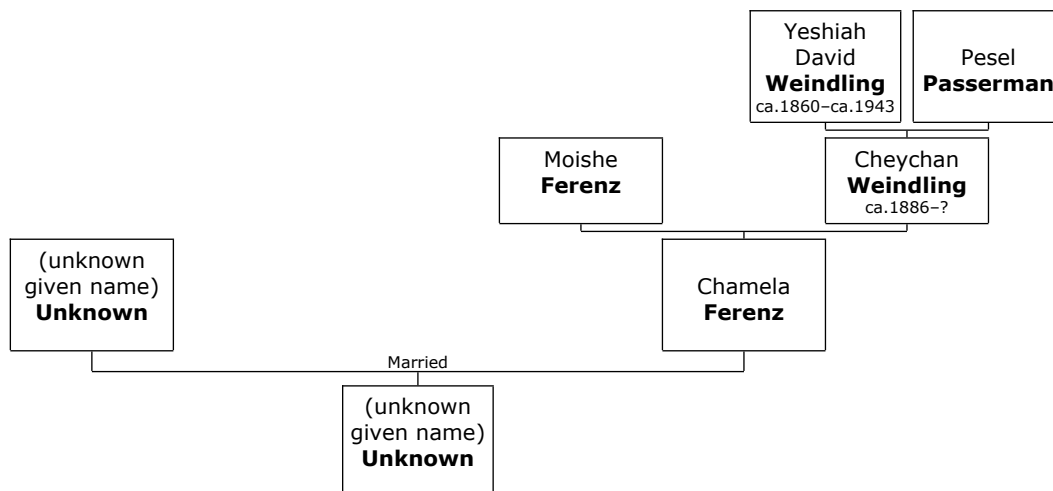 Yeshiah
David
Weindling
ca.1860–ca.1943
Pesel
Passerman
Moishe
Ferenz
Cheychan
Weindling
ca.1886–?
(unknown
given name)
Unknown
Chamela
Ferenz
Married
(unknown
given name)
Unknown